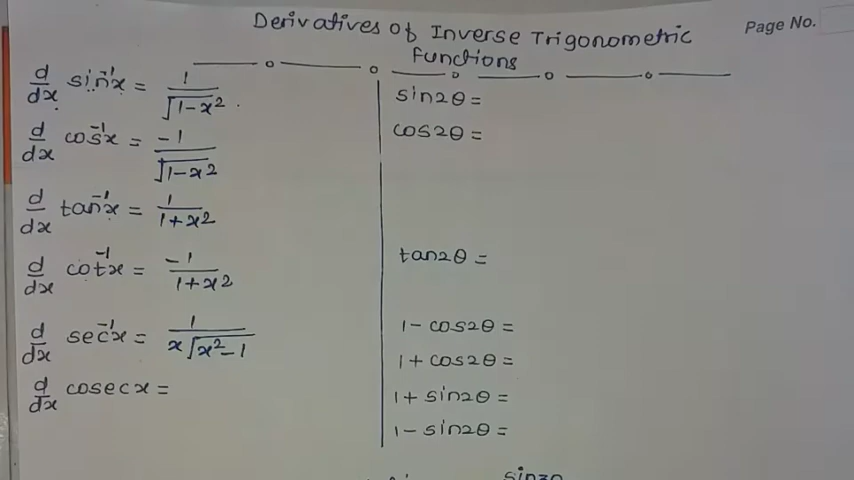 Derivatives of Inverse Trigonometric Functions
Page No.
d/dx sin⁻¹x = 1/√(1-x²)
d/dx cos⁻¹x = -1/√(1-x²)
d/dx tan⁻¹x = 1/(1+x²)
d/dx cot⁻¹x = -1/(1+x²)
d/dx sec⁻¹x = 1/(x√(x²-1))
d/dx cosecx =
sin2θ =
cos2θ =
tan2θ =
1-cos2θ =
1+cos2θ =
1+sin2θ =
1-sin2θ =